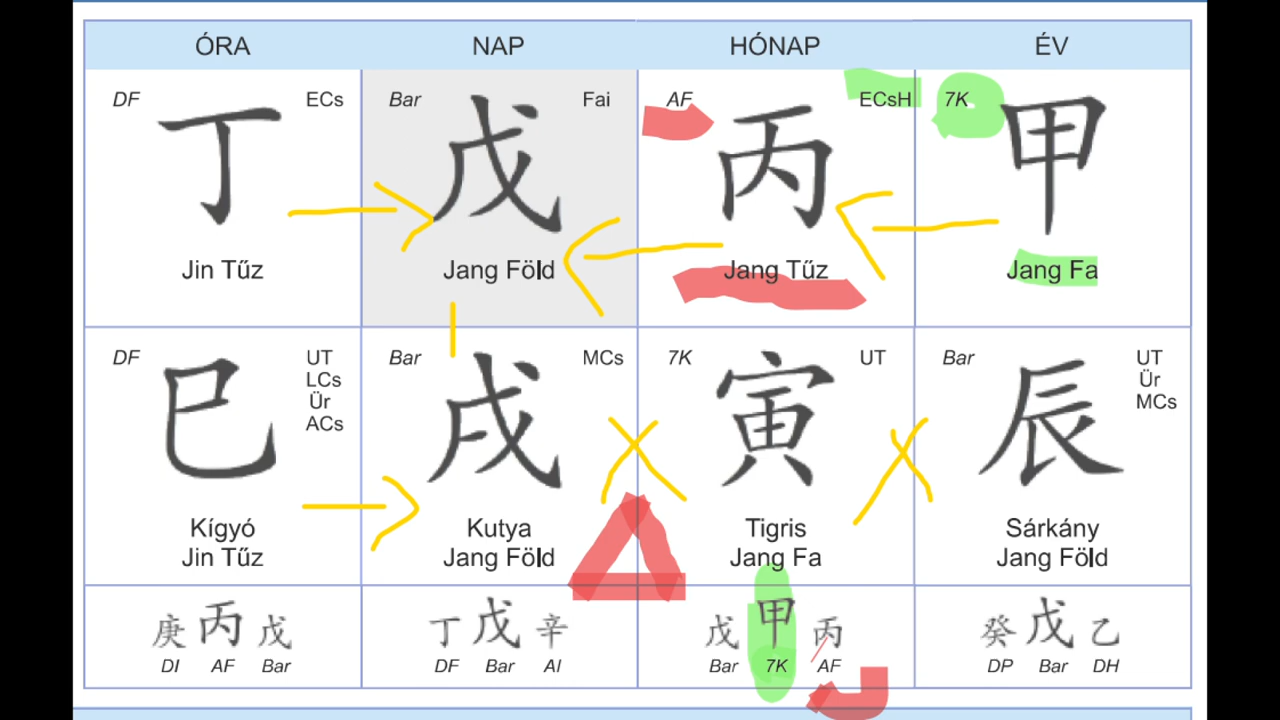 ÓRA NAP HÓNAP ÉV
DF ECs Bar Fai AF ECsH 7K
丁 戊 丙 甲
Jin Tűz Jang Föld Jang Tűz Jang Fa
DF UT Bar MCs 7K UT Bar UT
LCs Ür
Ür MCs
ACs
巳 戌 寅 辰
Kígyó Kutya Tigris Sárkány
Jin Tűz Jang Föld Jang Fa Jang Föld
庚 丙 戊 丁 戊 辛 戊 甲 丙 癸 戊 乙
DI AF Bar DF Bar AI Bar 7K AF DP Bar DH